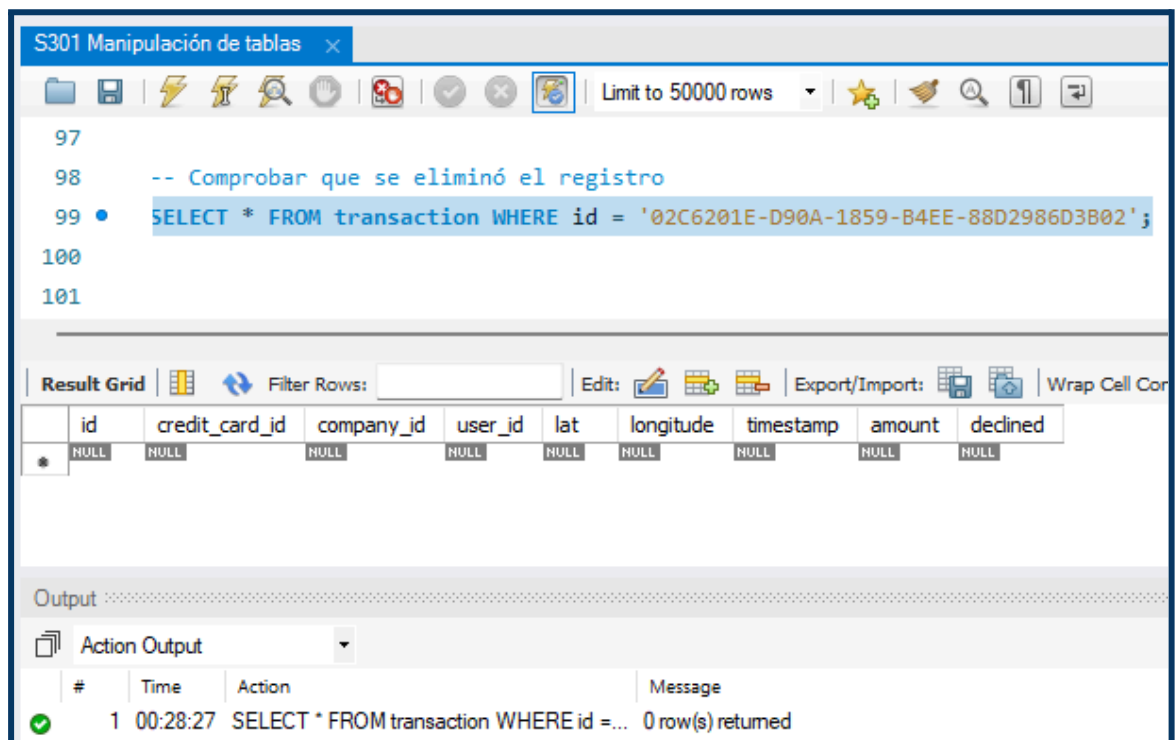 S301 Manipulación de tablas
Limit to 50000 rows
97
98 -- Comprobar que se eliminó el registro
99 SELECT * FROM transaction WHERE id = '02C6201E-D90A-1859-B4EE-88D2986D3B02';
100
101
Result Grid Filter Rows: Edit: Export/Import: Wrap Cell Cor
id credit_card_id company_id user_id lat longitude timestamp amount declined
NULL NULL NULL NULL NULL NULL NULL NULL NULL
Output
Action Output
# Time Action Message
1 00:28:27 SELECT * FROM transaction WHERE id =... 0 row(s) returned